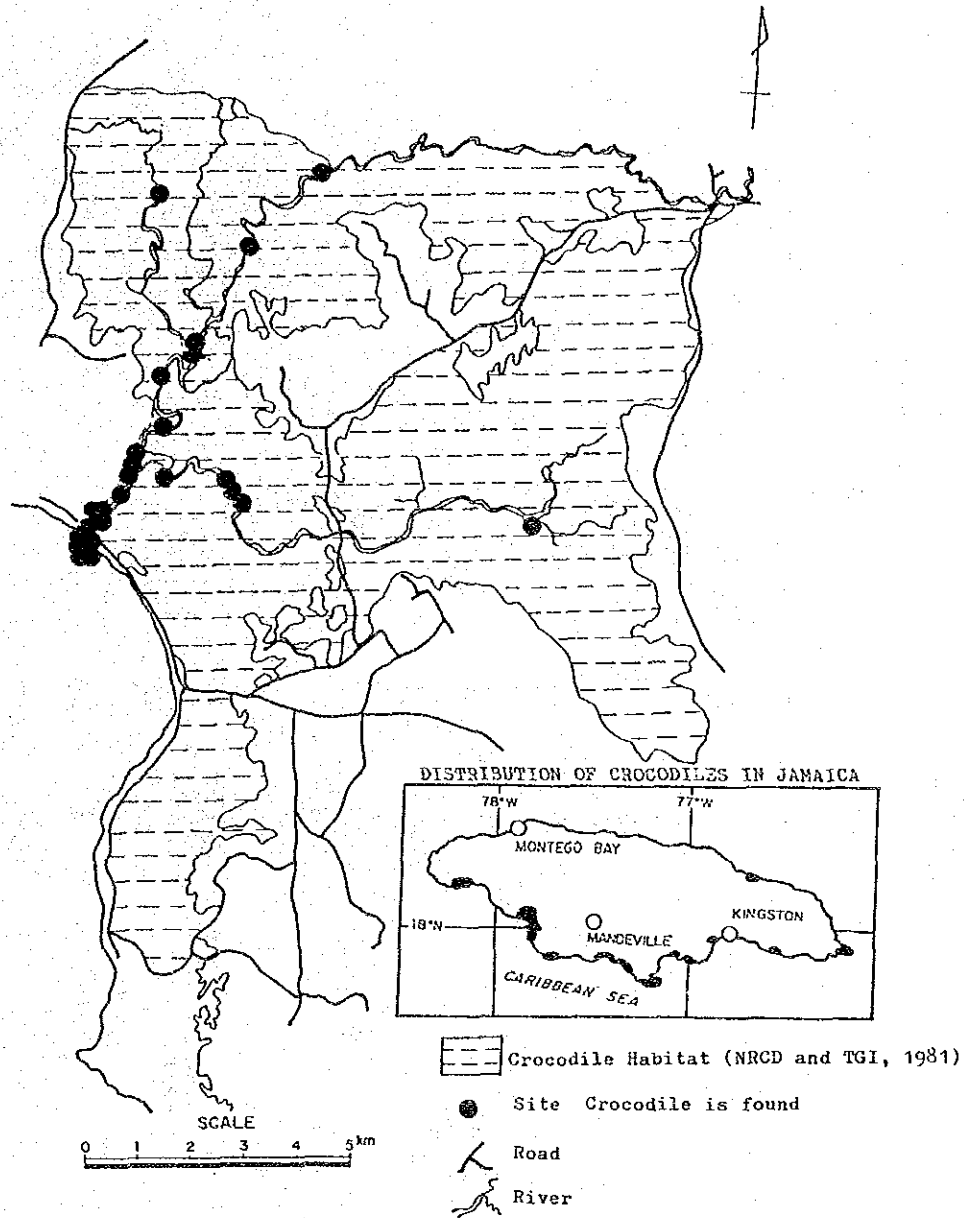 DISTRIBUTION OF CROCODILES IN JAMAICA
78°W
77°W
MONTEGO BAY
18°N
MANDEVILLE
KINGSTON
CARIBBEAN SEA
Crocodile Habitat (NRCD and TGI, 1981)
Site Crocodile is found
Road
River
SCALE
0 1 2 3 4 5 km